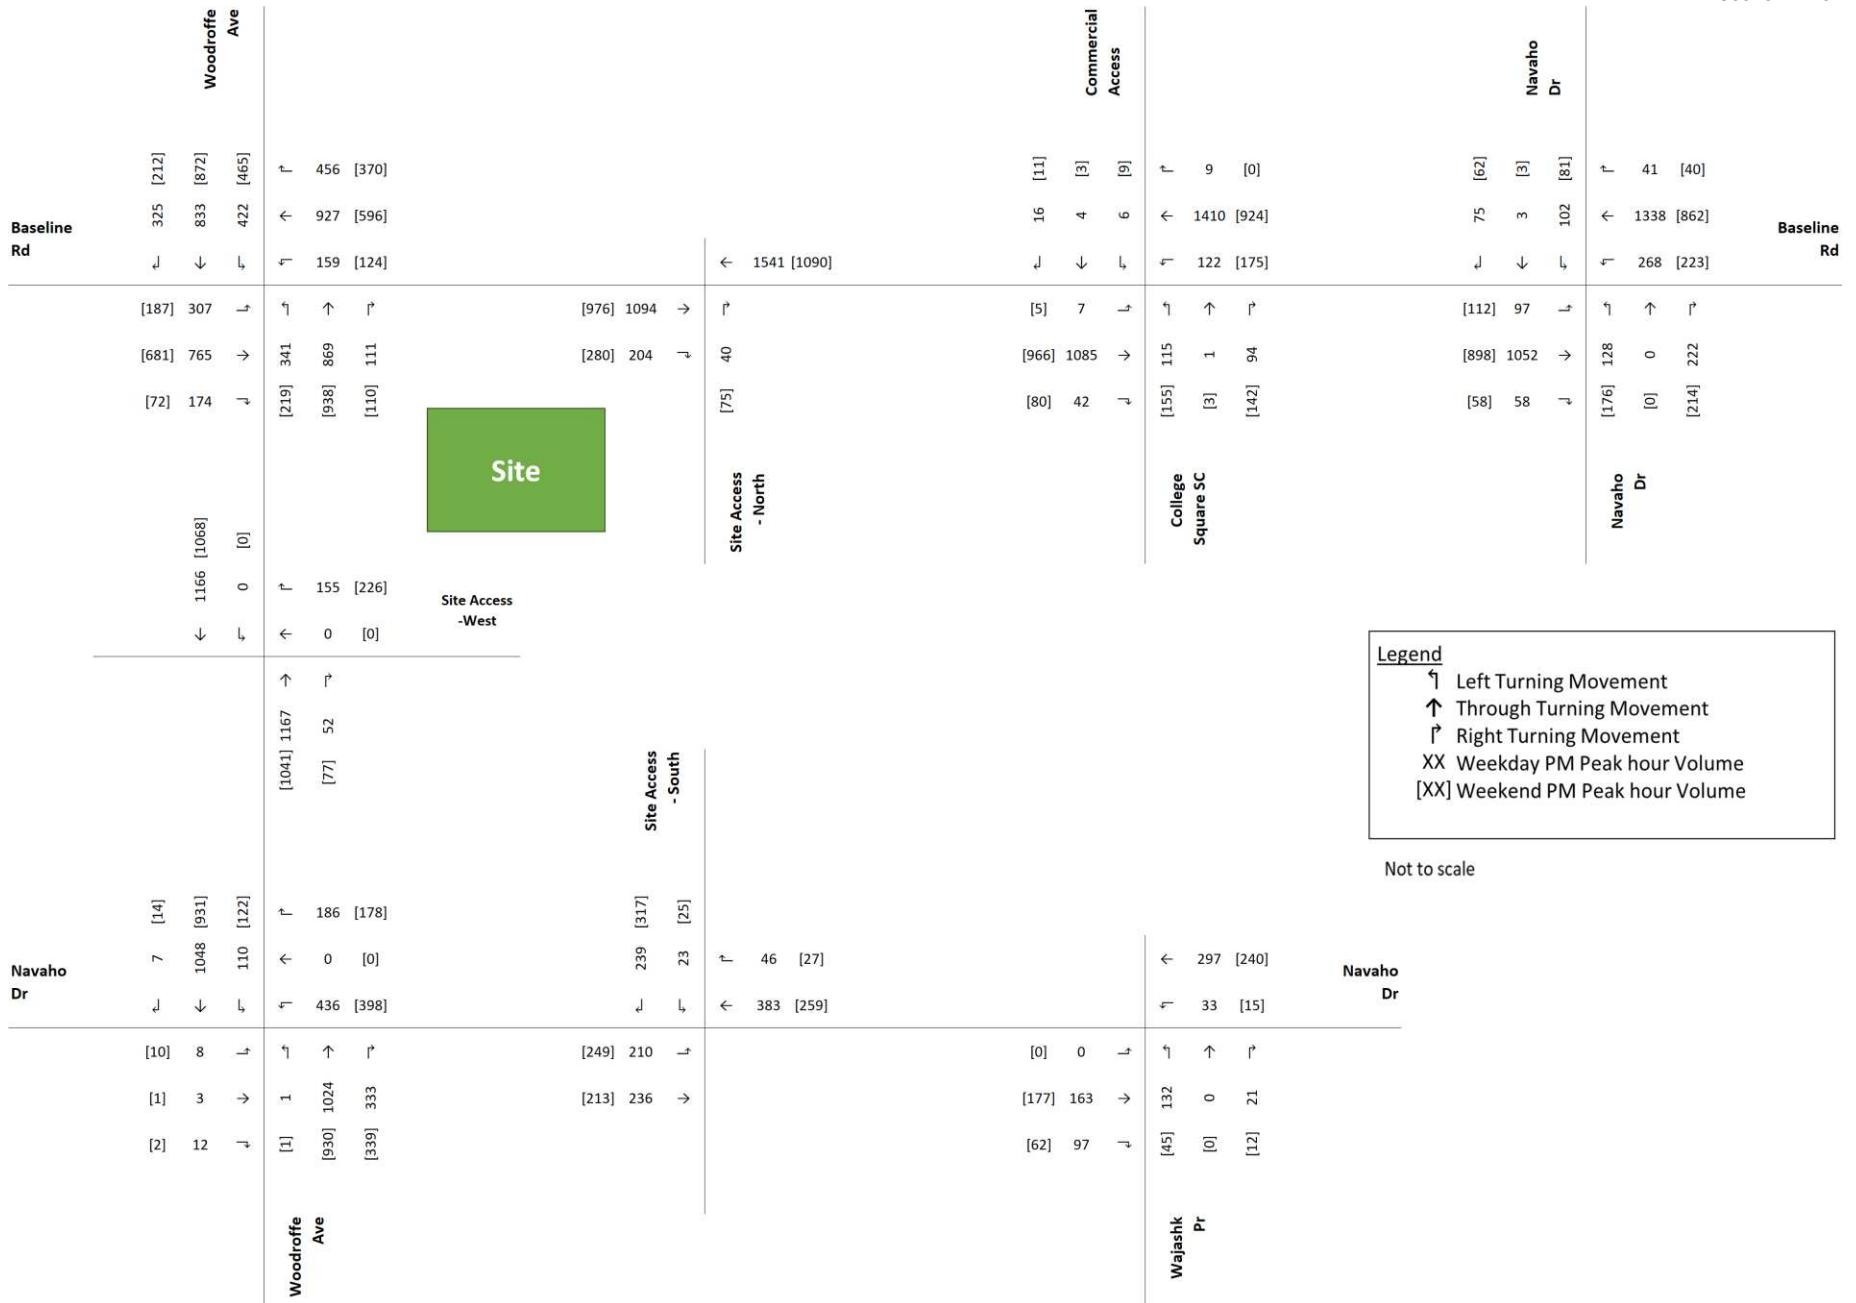 Woodroffe
Ave
Commercial
Access
Navaho
Dr
[212] [872] [465] 456 [370]
[11] [3] [9] 9 [0]
[62] [3] [81] 41 [40]
Baseline
Rd
325 833 422 ← 927 [596]
16 4 6 ← 1410 [924]
75 3 102 ← 1338 [862]
Baseline
Rd
↓ 159 [124]
← 1541 [1090]
↓ 122 [175]
↓ 268 [223]
[187] 307 ↑
[976] 1094 →
[5] 7 ↑
[112] 97 ↑
[681] 765 → 341 869 111
[280] 204 40
[966] 1085 → 115 1 94
[898] 1052 → 128 0 222
[72] 174 [219] [938] [110]
[75]
[80] 42 [155] [3] [142]
[58] 58 [176] [0] [214]
Site
Site Access
- North
College
Square SC
Navaho
Dr
[1068] [0]
1166 0 155 [226]
Site Access
-West
↓ ← 0 [0]
↑
1167 52
[1041] [77]
Legend
Left Turning Movement
↑ Through Turning Movement
Right Turning Movement
XX Weekday PM Peak hour Volume
[XX] Weekend PM Peak hour Volume
Not to scale
Site Access
- South
[14] [931] [122] 186 [178]
[317] [25]
Navaho
Dr
7 1048 110 ← 0 [0]
239 23 46 [27]
← 297 [240]
Navaho
Dr
↓ 436 [398]
← 383 [259]
33 [15]
[10] 8 ↑
[249] 210
[0] 0 ↑
[1] 3 → 1 1024 333
[213] 236 →
[177] 163 → 132 0 21
[2] 12 [1] [930] [339]
[62] 97 [45] [0] [12]
Woodroffe
Ave
Wajashk
Pr